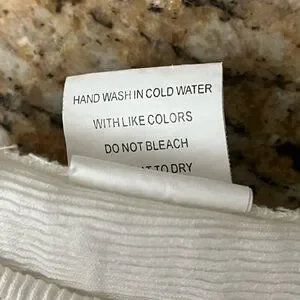 HAND WASH IN COLD WATER
WITH LIKE COLORS
DO NOT BLEACH
TO DRY